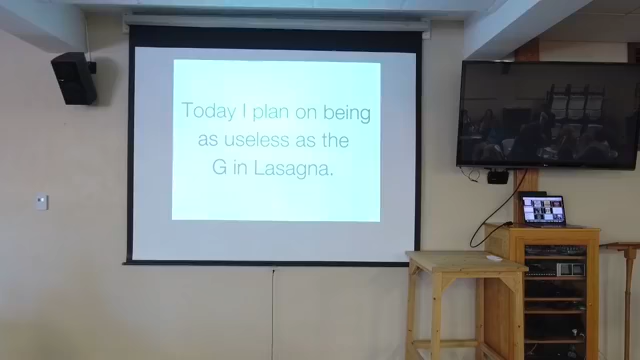 Today I plan on being
as useless as the
G in Lasagna.